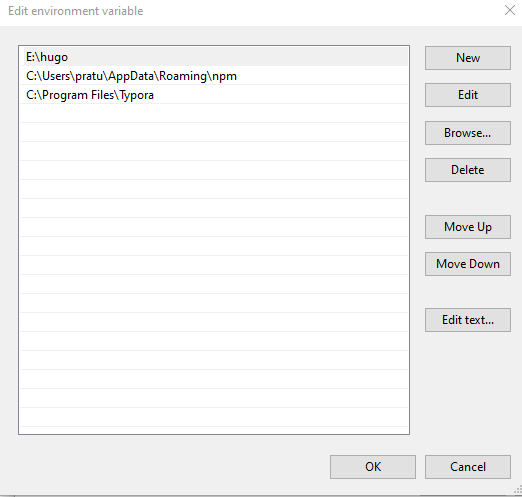 Edit environment variable
E:\hugo
C:\Users\pratu\AppData\Roaming\npm
C:\Program Files\Typora
New
Edit
Browse...
Delete
Move Up
Move Down
Edit text...
OK
Cancel